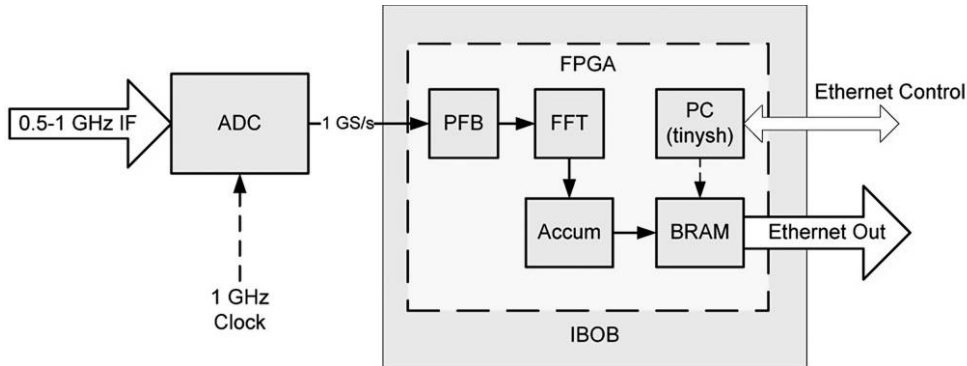 FPGA
Ethernet Control
0.5-1 GHz IF
ADC
1 GS/s
PFB
FFT
PC
(tinysh)
Accum
BRAM
Ethernet Out
1 GHz
Clock
IBOB